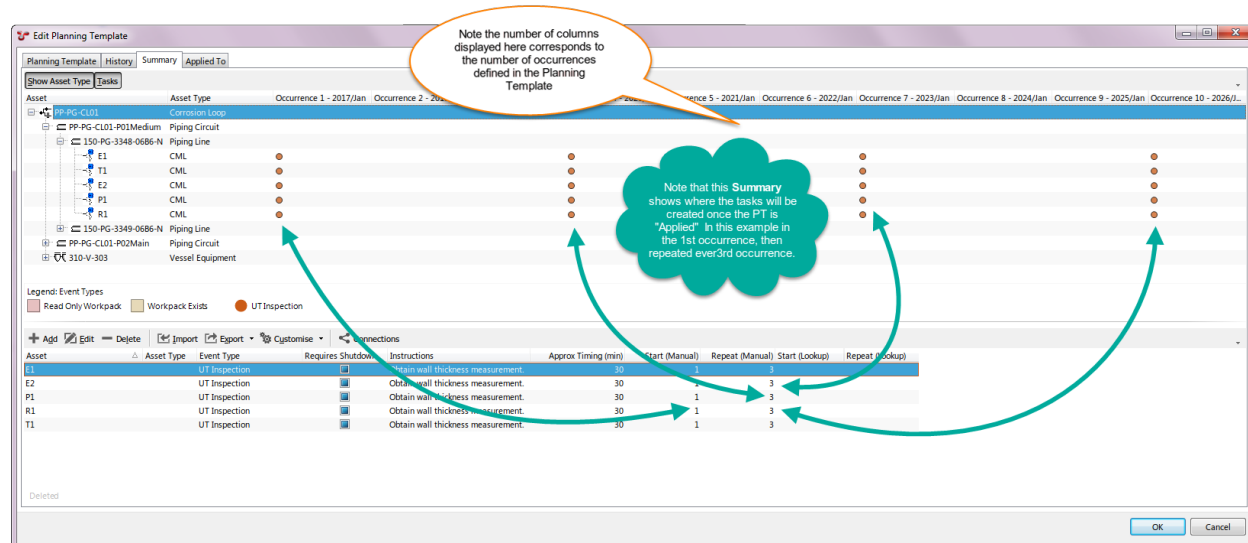 Edit Planning Template
Note the number of columns
displayed here corresponds to
the number of occurrences
defined in the Planning
Template
Planning Template History Summary Applied To
Show Asset Type Tasks
Asset Asset Type Occurrence 1 - 2017/Jan Occurrence 2 - 5 - 2021/Jan Occurrence 6 - 2022/Jan Occurrence 7 - 2023/Jan Occurrence 8 - 2024/Jan Occurrence 9 - 2025/Jan Occurrence 10 - 2026/J...
PP-PG-CL01 Corrosion Loop
PP-PG-CL01-P01Medium Piping Circuit
150-PG-3348-06B6-N Piping Line
E1 CML
T1 CML
E2 CML
P1 CML
R1 CML
150-PG-3349-06B6-N Piping Line
PP-PG-CL01-P02Main Piping Circuit
310-V-303 Vessel Equipment
Note that this Summary
shows where the tasks will be
created once the PT is
"Applied" In this example in
the 1st occurrence, then
repeated ever3rd occurrence.
Legend: Event Types
Read Only Workpack Workpack Exists UT Inspection
Add Edit Delete Import Export Customise Connections
Asset Asset Type Event Type Requires Shutdown Instructions Approx Timing (min) Start (Manual) Repeat (Manual) Start (Lookup) Repeat (Lookup)
E1 UT Inspection Obtain wall thickness measurement. 30 1 3
E2 UT Inspection Obtain wall thickness measurement. 30 1 3
P1 UT Inspection Obtain wall thickness measurement. 30 1 3
R1 UT Inspection Obtain wall thickness measurement. 30 1 3
T1 UT Inspection Obtain wall thickness measurement. 30 1 3
Deleted
OK Cancel